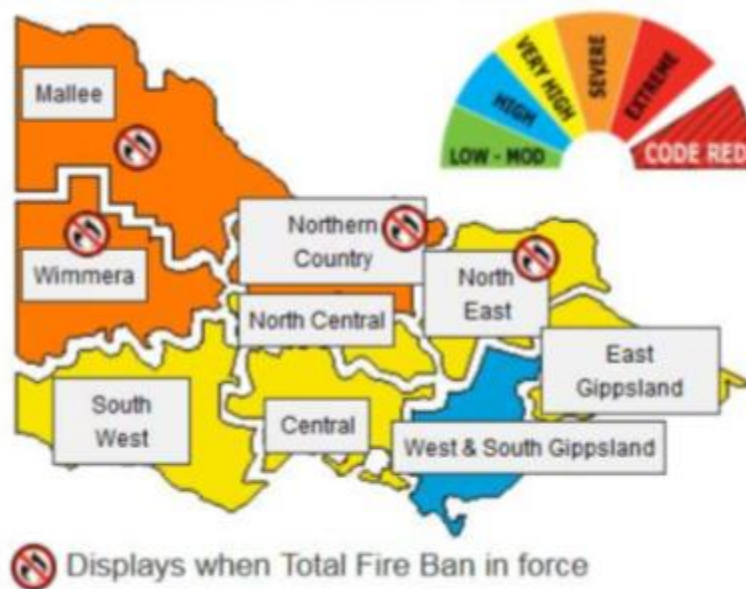 Mallee
LOW - MOD
HIGH
VERY HIGH
SEVERE
EXTREME
CODE RED
Wimmera
Northern
Country
North
East
North Central
East
Gippsland
South
West
Central
West & South Gippsland
Displays when Total Fire Ban in force